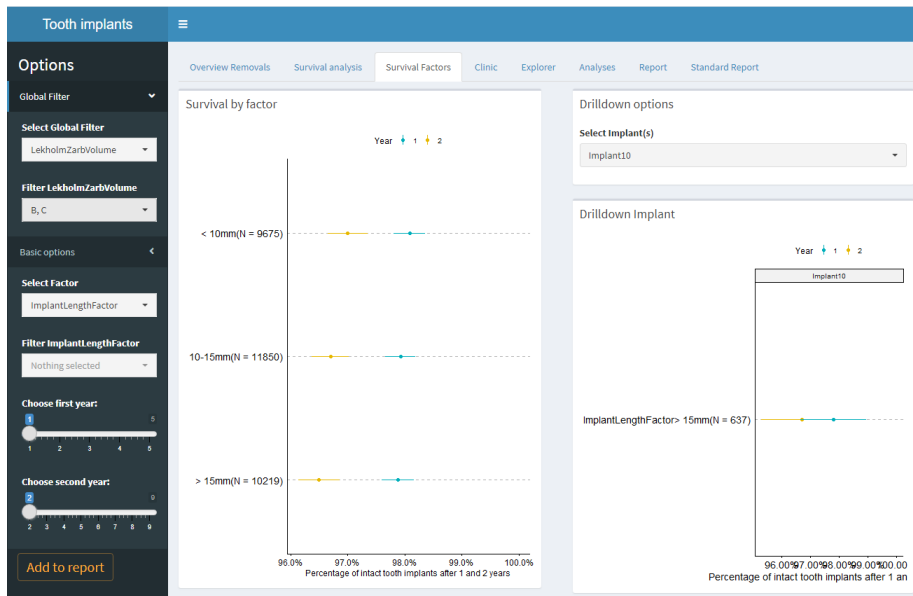 Tooth implants
Options
Global Filter
Select Global Filter
LekholmZarbVolume
Filter LekholmZarbVolume
B, C
Basic options
Select Factor
ImplantLengthFactor
Filter ImplantLengthFactor
Nothing selected
Choose first year:
1 5
1 2 3 4 5
Choose second year:
2 9
2 3 4 5 6 7 8 9
Add to report
Overview Removals Survival analysis Survival Factors Clinic Explorer Analyses Report Standard Report
Survival by factor
Year 1 2
< 10mm(N = 9675)
10-15mm(N = 11850)
> 15mm(N = 10219)
96.0% 97.0% 98.0% 99.0% 100.0%
Percentage of intact tooth implants after 1 and 2 years
Drilldown options
Select Implant(s)
Implant10
Drilldown Implant
Year 1 2
Implant10
ImplantLengthFactor> 15mm(N = 637)
96.00%97.00%98.00%99.00%100.00
Percentage of intact tooth implants after 1 an